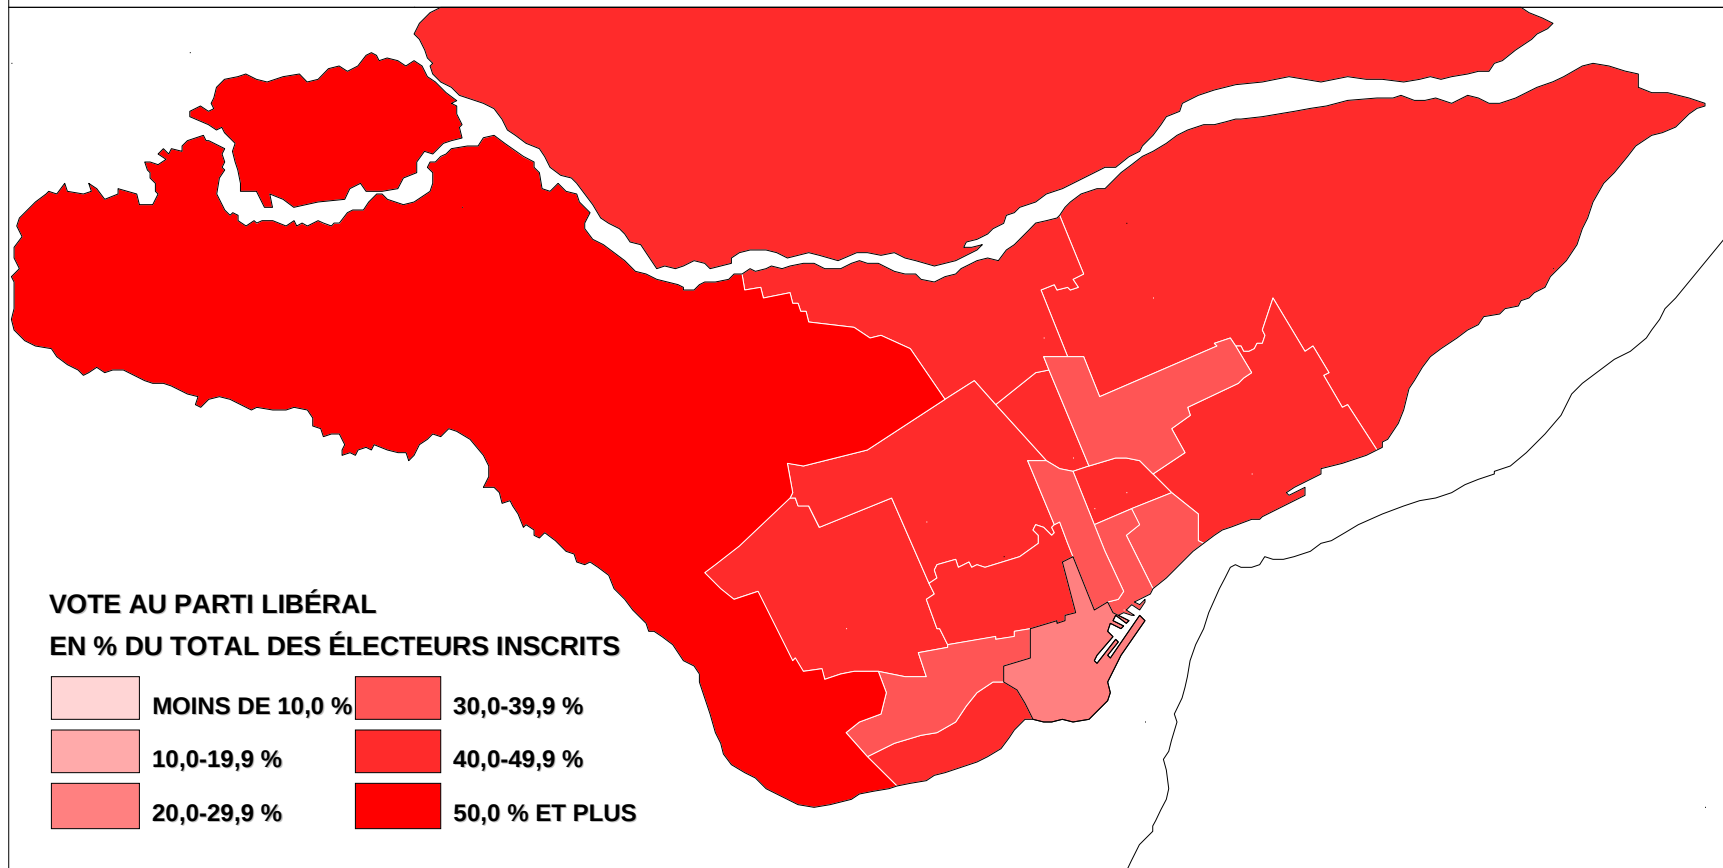 VOTE AU PARTI LIBÉRAL
EN % DU TOTAL DES ÉLECTEURS INSCRITS
MOINS DE 10,0 %
10,0-19,9 %
20,0-29,9 %
30,0-39,9 %
40,0-49,9 %
50,0 % ET PLUS